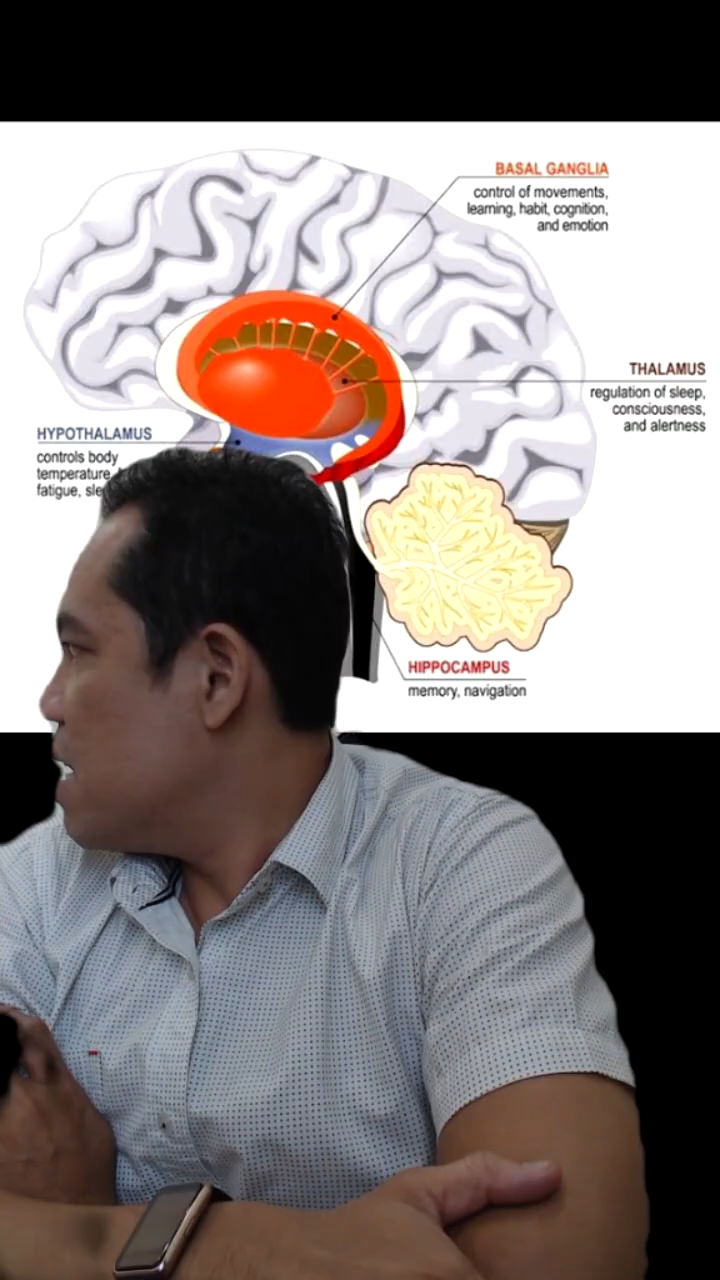 BASAL GANGLIA
control of movements,
learning, habit, cognition,
and emotion
THALAMUS
regulation of sleep,
consciousness,
and alertness
HYPOTHALAMUS
controls body
temperature,
fatigue,
HIPPOCAMPUS
memory, navigation